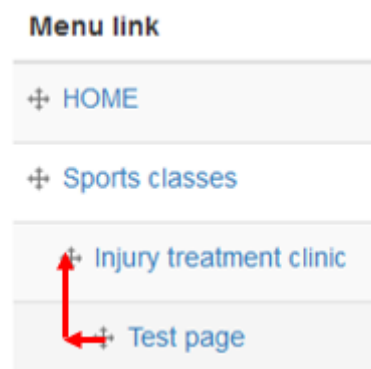 Menu link
HOME
Sports classes
Injury treatment clinic
Test page